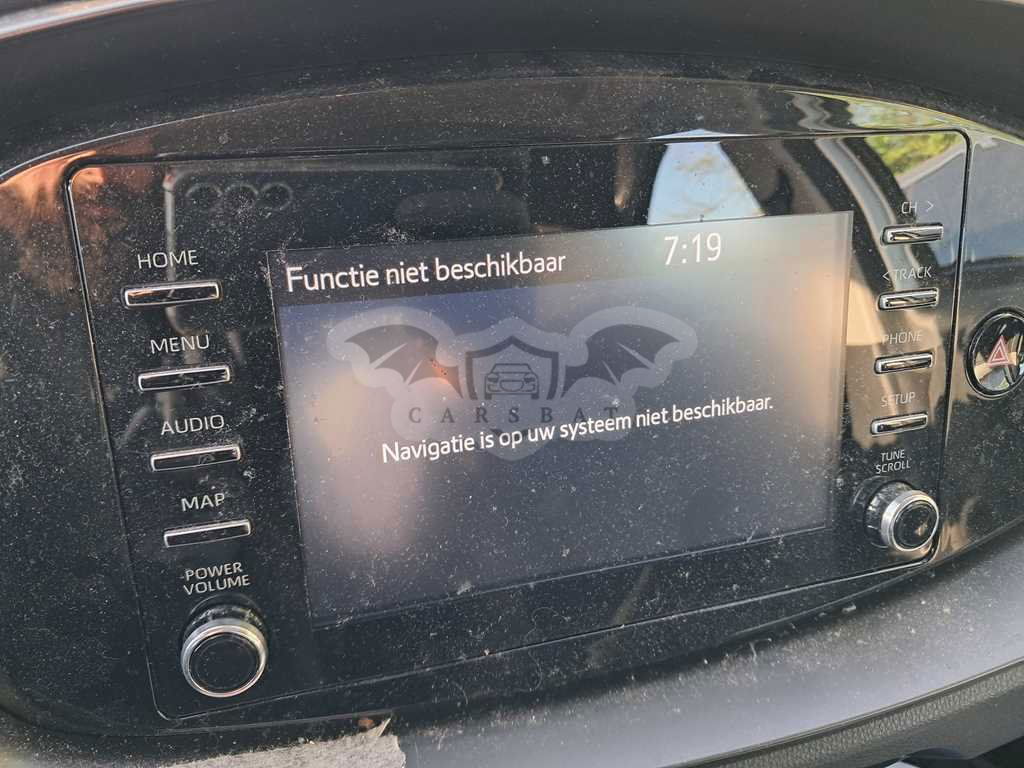 Functie niet beschikbaar 7:19
Navigatie is op uw systeem niet beschikbaar.
HOME
MENU
AUDIO
MAP
POWER
VOLUME
CH >
< TRACK
PHONE
SETUP
TUNE
SCROLL
CARSBAT